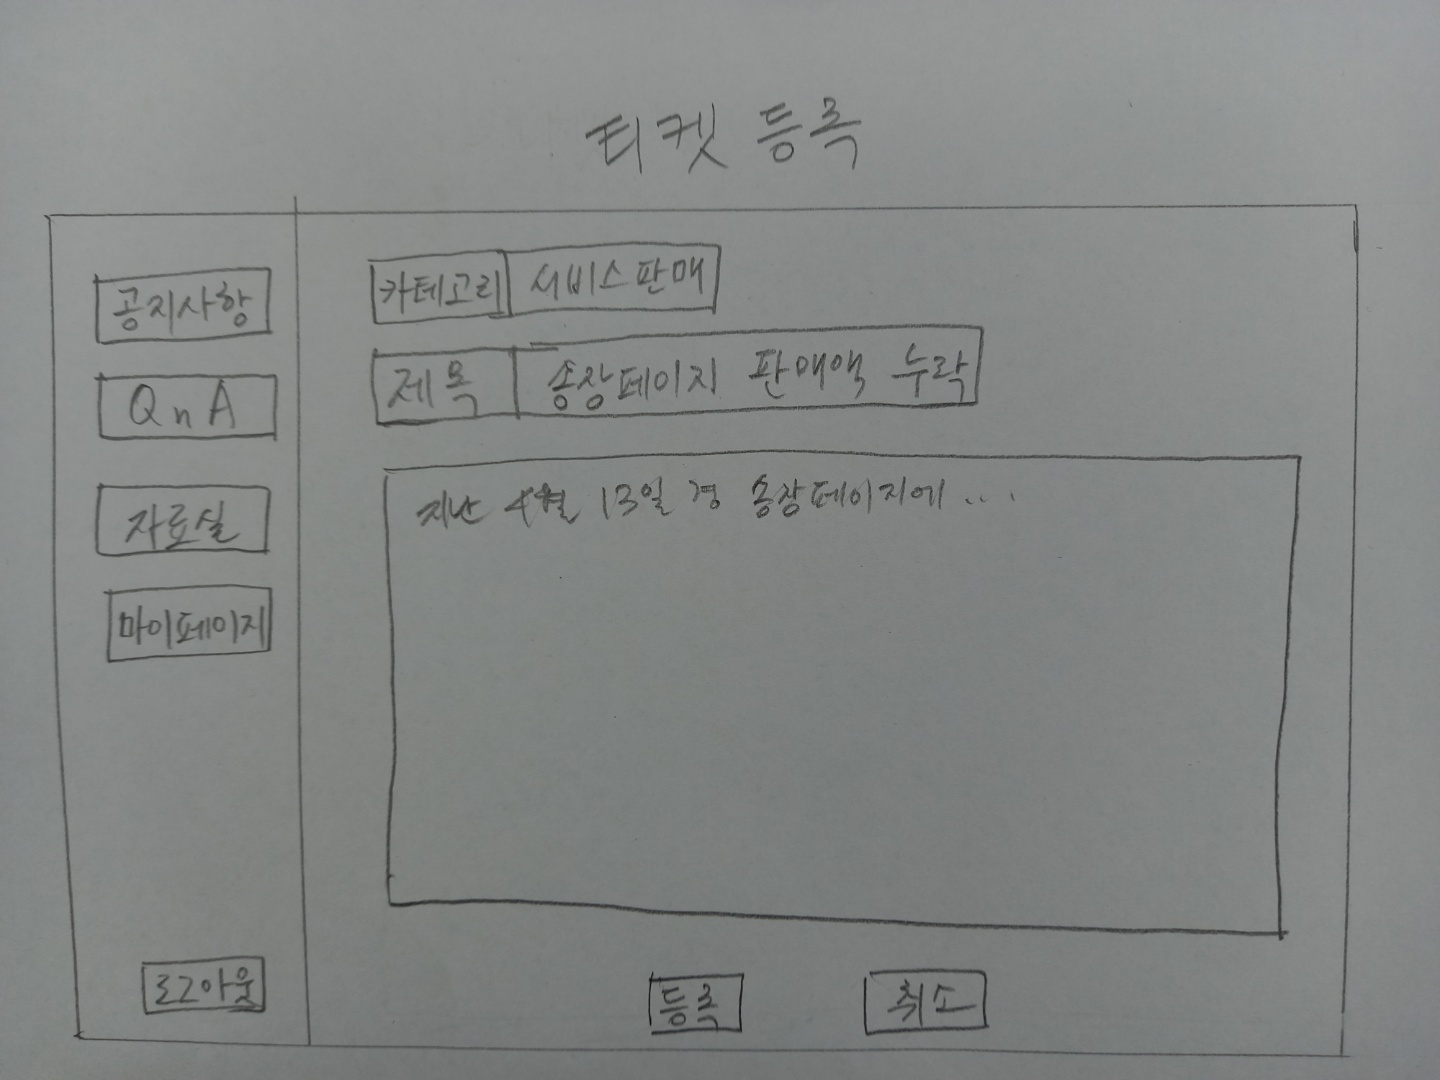 티켓 등록
공지사항
QnA
자료실
마이페이지
로그아웃
카테고리 서비스판매
제목 송장페이지 판매액 누락
지난 4월 13일 경 송장페이지에...
등록 취소